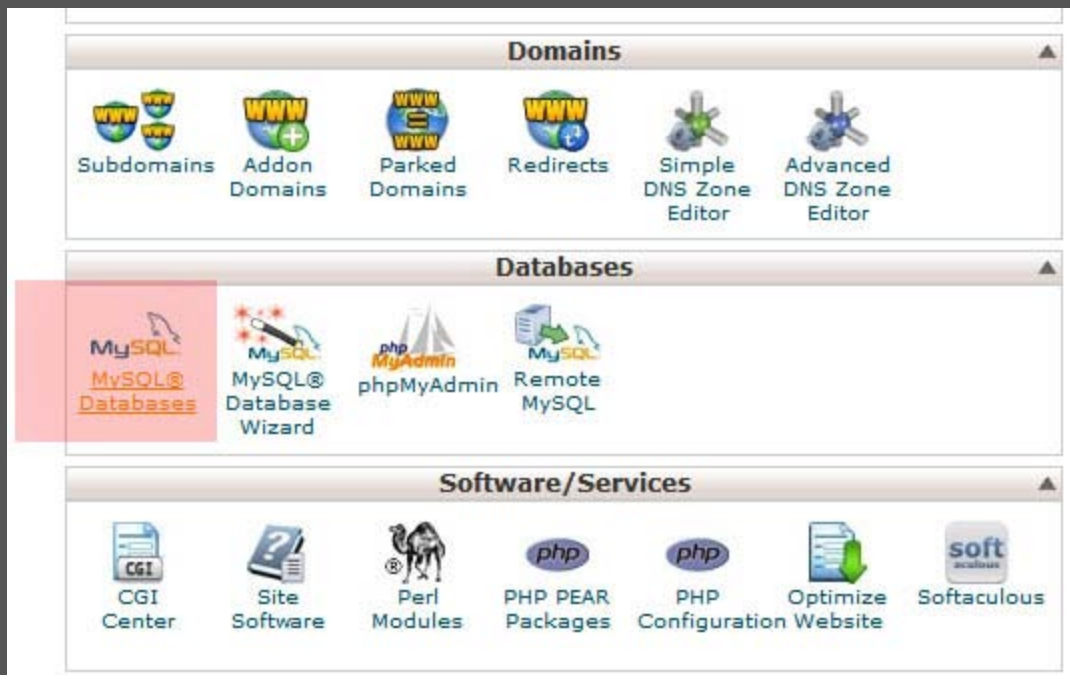 Domains
Subdomains
Addon
Domains
Parked
Domains
Redirects
Simple
DNS Zone
Editor
Advanced
DNS Zone
Editor
Databases
MySQL
MySQL®
Databases
MySQL
MySQL®
Database
Wizard
php
MyAdmin
phpMyAdmin
MySQL
Remote
MySQL
Software/Services
CGI
CGI
Center
Site
Software
®
Perl
Modules
php
PHP PEAR
Packages
php
PHP
Configuration
Optimize
Website
soft
aculous
Softaculous